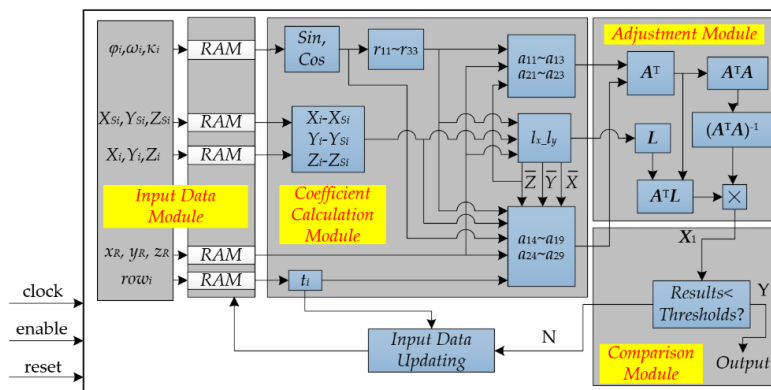 φi,ωi,κi
RAM
Sin,
Cos
r11~r33
a11~a13
a21~a23
Adjustment Module
Aᵀ
AᵀA
XSi,YSi,ZSi
RAM
Xi-XSi
Yi-YSi
Zi-ZSi
lx_ly
L
(AᵀA)-1
Xi,Yi,Zi
RAM
Z̅
Y̅
X̅
Input Data
Module
Coefficient
Calculation
Module
AᵀL
×
a14~a19
a24~a29
xR, yR, zR
RAM
X1
rowi
RAM
ti
clock
Results<
Thresholds?
Y
enable
Input Data
Updating
N
Output
reset
Comparison
Module